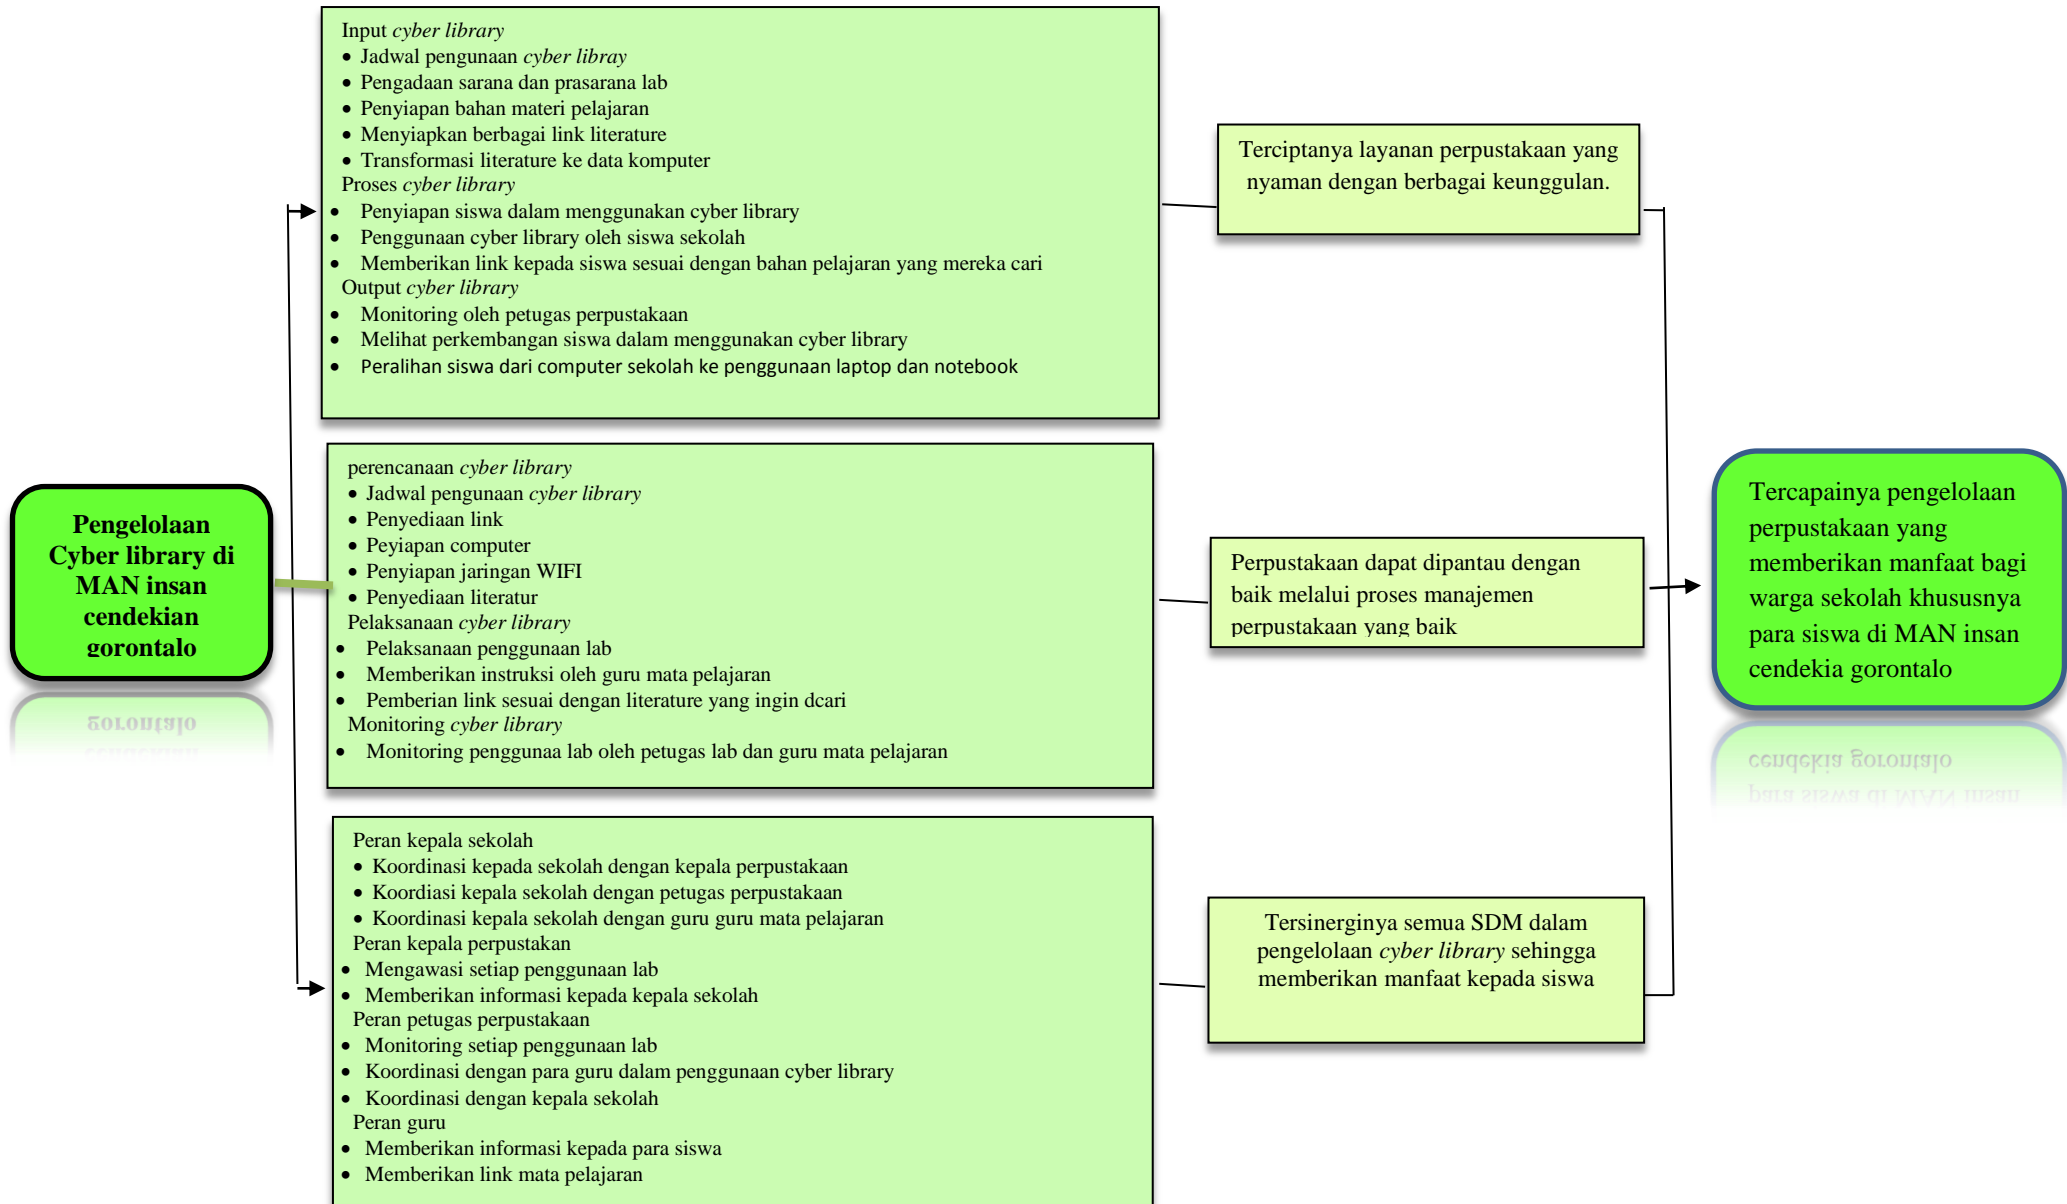 Pengelolaan
Cyber library di
MAN insan
cendekian
gorontalo
Input cyber library
• Jadwal pengunaan cyber libray
• Pengadaan sarana dan prasarana lab
• Penyiapan bahan materi pelajaran
• Menyiapkan berbagai link literature
• Transformasi literature ke data komputer
Proses cyber library
• Penyiapan siswa dalam menggunakan cyber library
• Penggunaan cyber library oleh siswa sekolah
• Memberikan link kepada siswa sesuai dengan bahan pelajaran yang mereka cari
Output cyber library
• Monitoring oleh petugas perpustakaan
• Melihat perkembangan siswa dalam menggunakan cyber library
• Peralihan siswa dari computer sekolah ke penggunaan laptop dan notebook
perencanaan cyber library
• Jadwal pengunaan cyber library
• Penyediaan link
• Peyiapan computer
• Penyiapan jaringan WIFI
• Penyediaan literatur
Pelaksanaan cyber library
• Pelaksanaan penggunaan lab
• Memberikan instruksi oleh guru mata pelajaran
• Pemberian link sesuai dengan literature yang ingin dcari
Monitoring cyber library
• Monitoring penggunaa lab oleh petugas lab dan guru mata pelajaran
Peran kepala sekolah
• Koordinasi kepada sekolah dengan kepala perpustakaan
• Koordiasi kepala sekolah dengan petugas perpustakaan
• Koordinasi kepala sekolah dengan guru guru mata pelajaran
Peran kepala perpustakan
• Mengawasi setiap penggunaan lab
• Memberikan informasi kepada kepala sekolah
Peran petugas perpustakaan
• Monitoring setiap penggunaan lab
• Koordinasi dengan para guru dalam penggunaan cyber library
• Koordinasi dengan kepala sekolah
Peran guru
• Memberikan informasi kepada para siswa
• Memberikan link mata pelajaran
Terciptanya layanan perpustakaan yang
nyaman dengan berbagai keunggulan.
Perpustakaan dapat dipantau dengan
baik melalui proses manajemen
perpustakaan yang baik
Tersinerginya semua SDM dalam
pengelolaan cyber library sehingga
memberikan manfaat kepada siswa
Tercapainya pengelolaan
perpustakaan yang
memberikan manfaat bagi
warga sekolah khususnya
para siswa di MAN insan
cendekia gorontalo